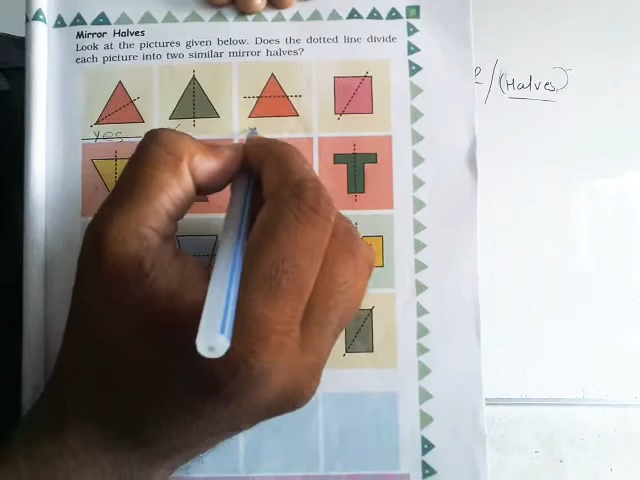 Mirror Halves
Look at the pictures given below. Does the dotted line divide
each picture into two similar mirror halves?
(Halves)
Yes